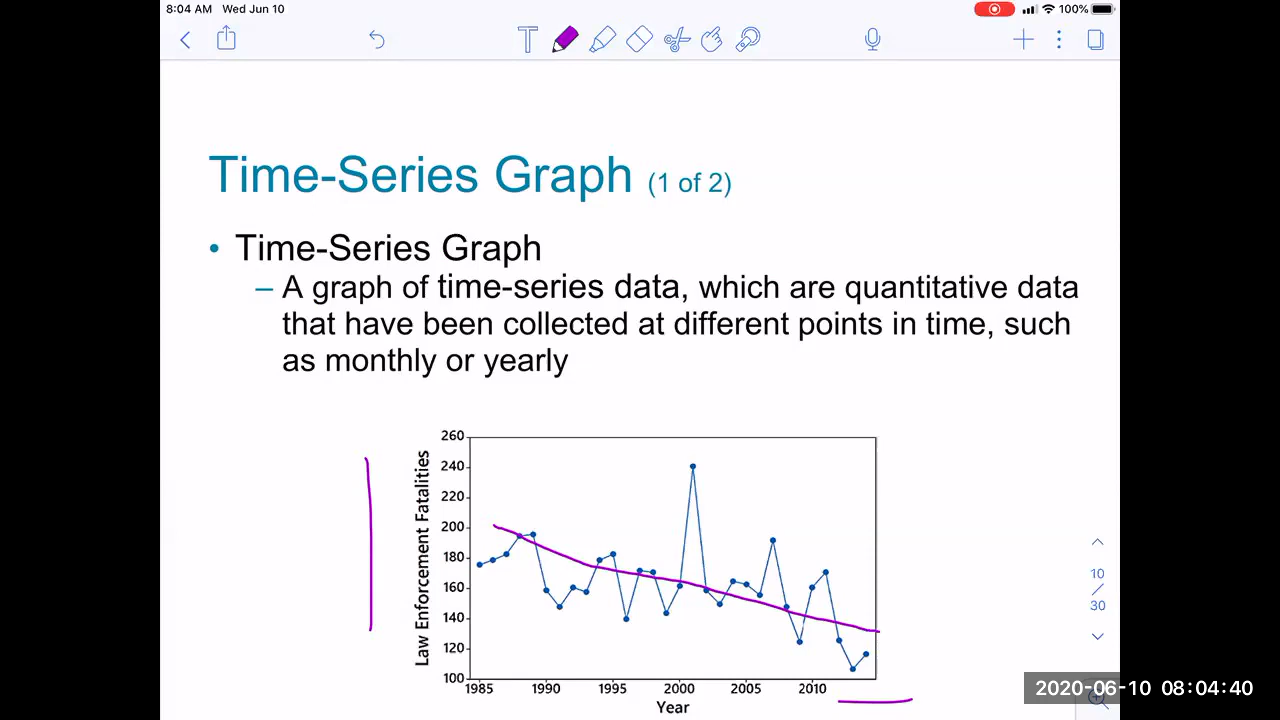 8:04 AM Wed Jun 10 100%
Time-Series Graph (1 of 2)
• Time-Series Graph
– A graph of time-series data, which are quantitative data
that have been collected at different points in time, such
as monthly or yearly
260
240
220
200
180
160
140
120
100
Law Enforcement Fatalities
1985 1990 1995 2000 2005 2010
Year
10
/
30
2020-06-10 08:04:40